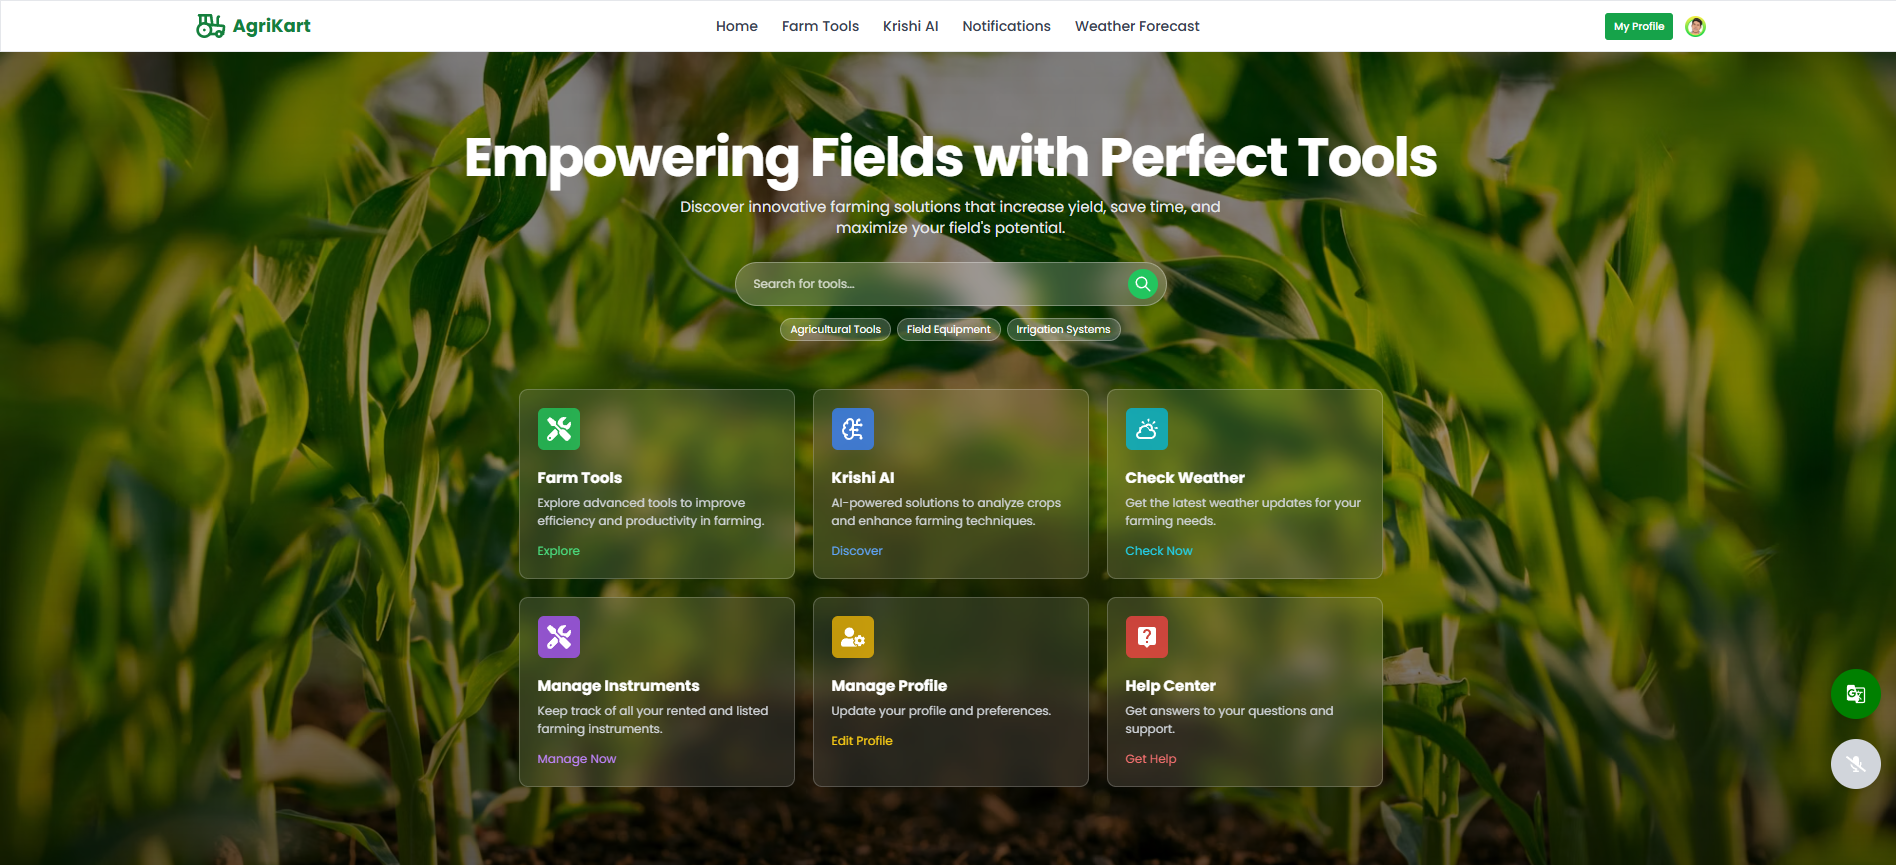 AgriKart
Home
Farm Tools
Krishi AI
Notifications
Weather Forecast
My Profile
Empowering Fields with Perfect Tools
Discover innovative farming solutions that increase yield, save time, and
maximize your field's potential.
Search for tools...
Agricultural Tools
Field Equipment
Irrigation Systems
Farm Tools
Explore advanced tools to improve
efficiency and productivity in farming.
Explore
Krishi AI
AI-powered solutions to analyze crops
and enhance farming techniques.
Discover
Check Weather
Get the latest weather updates for your
farming needs.
Check Now
Manage Instruments
Keep track of all your rented and listed
farming instruments.
Manage Now
Manage Profile
Update your profile and preferences.
Edit Profile
Help Center
Get answers to your questions and
support.
Get Help